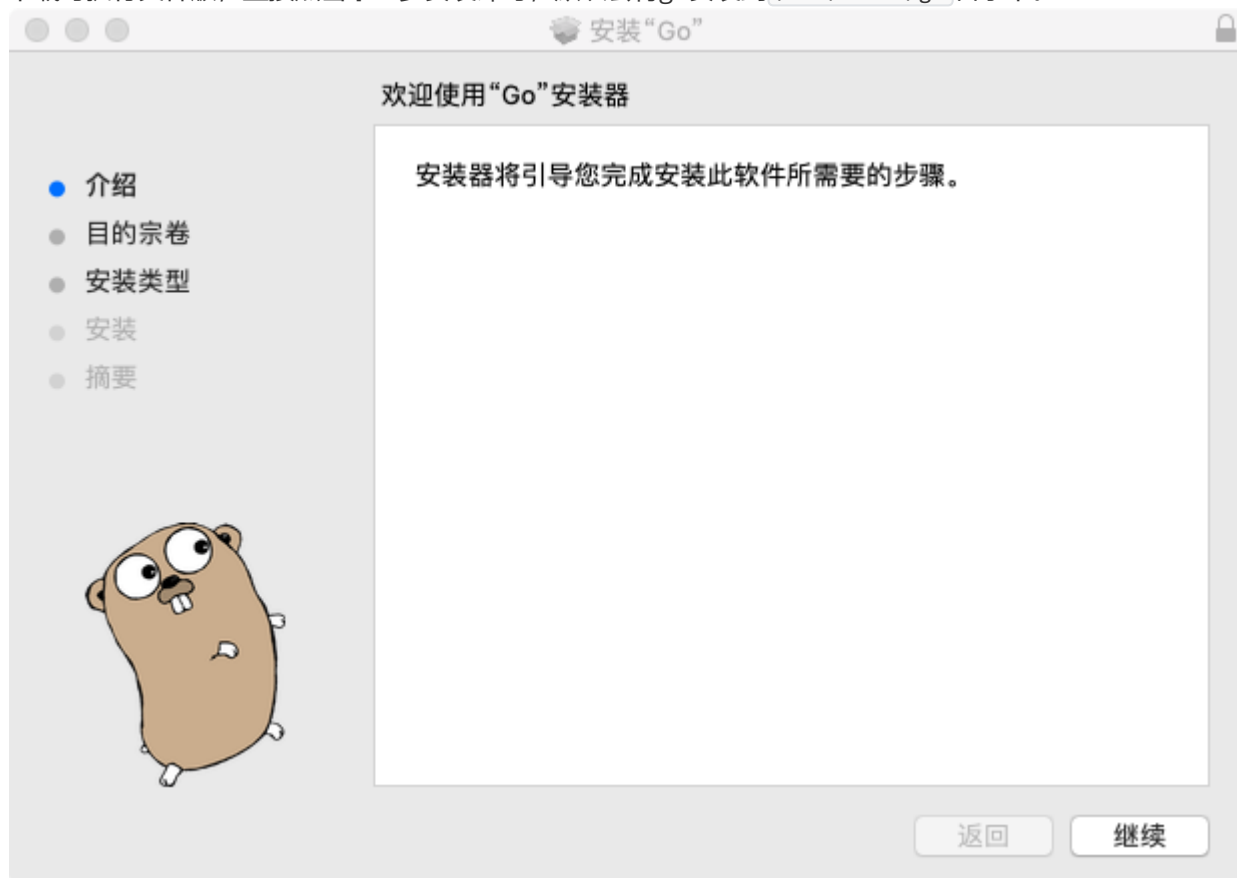 安装“Go”
欢迎使用“Go”安装器
安装器将引导您完成安装此软件所需要的步骤。
介绍
目的宗卷
安装类型
安装
摘要
返回
继续